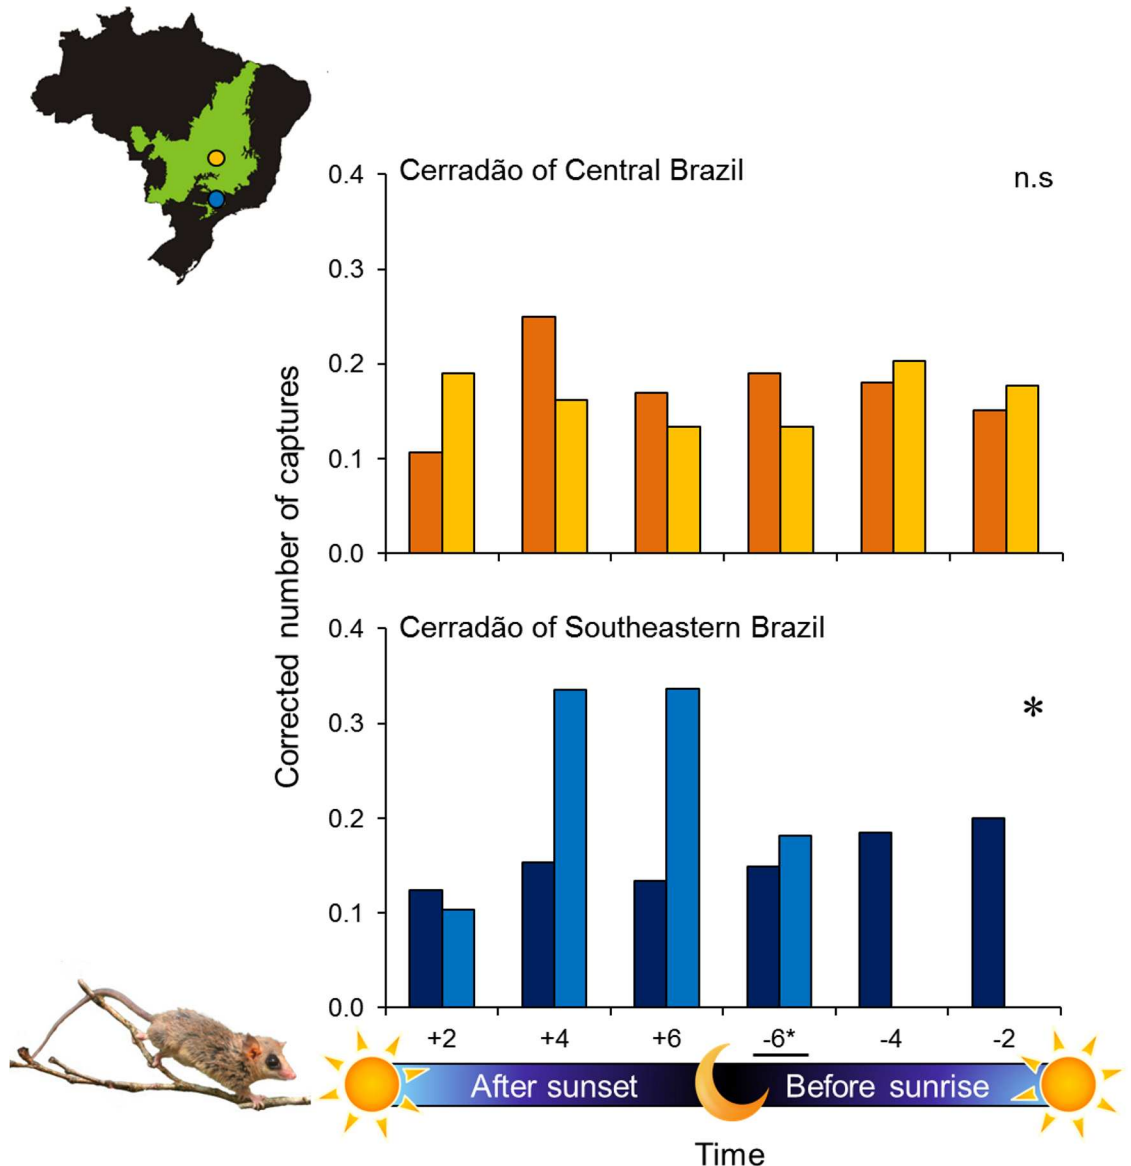 Cerradão of Central Brazil
n.s
0.4
0.3
0.2
0.1
0.0
Corrected number of captures
Cerradão of Southeastern Brazil
*
0.4
0.3
0.2
0.1
0.0
+2 +4 +6 -6* -4 -2
After sunset Before sunrise
Time